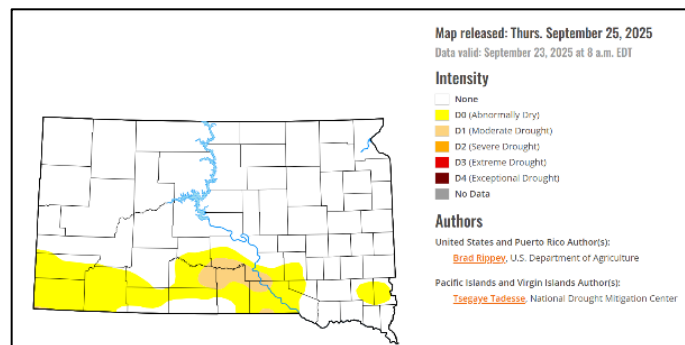 Map released: Thurs. September 25, 2025
Data valid: September 23, 2025 at 8 a.m. EDT
Intensity
None
D0 (Abnormally Dry)
D1 (Moderate Drought)
D2 (Severe Drought)
D3 (Extreme Drought)
D4 (Exceptional Drought)
No Data
Authors
United States and Puerto Rico Author(s):
Brad Rippey, U.S. Department of Agriculture
Pacific Islands and Virgin Islands Author(s):
Tsegaye Tadesse, National Drought Mitigation Center